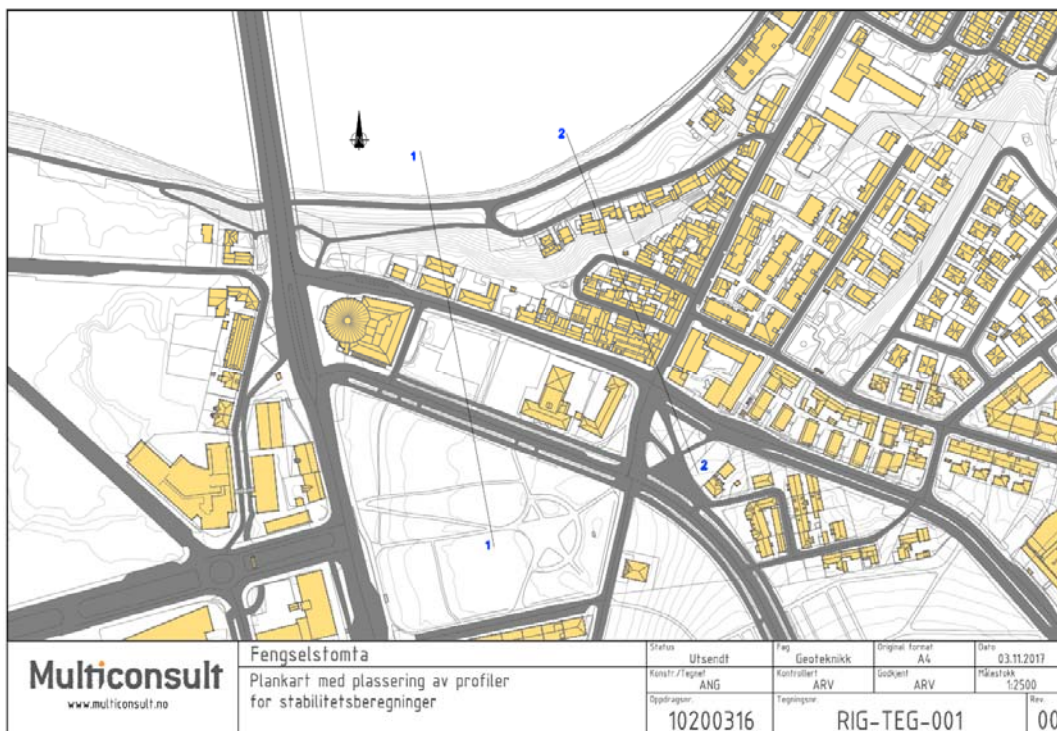 2
1
2
1
Multiconsult
www.multiconsult.no
Fengselstomta
Plankart med plassering av profiler
for stabilitetsberegninger
Status
Utsendt
Fag
Geoteknikk
Original format
A4
Dato
03.11.2017
Konstr./Tegnet
ANG
Kontrollert
ARV
Godkjent
ARV
Målestokk
1:2500
Oppdragsnr.
10200316
Tegningsnr.
RIG-TEG-001
Rev.
00